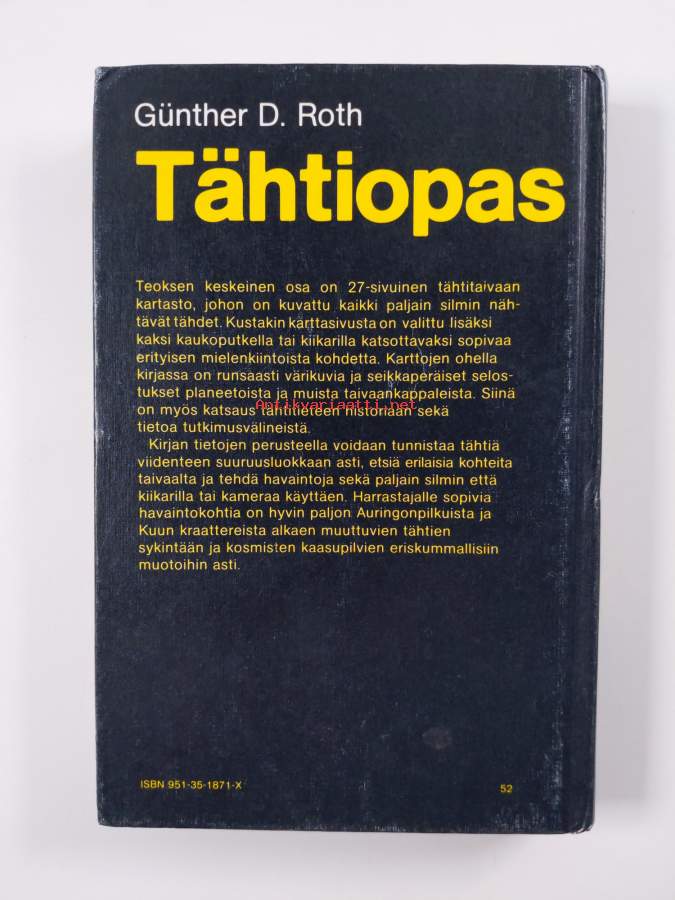 Günther D. Roth
Tähtiopas
Teoksen keskeinen osa on 27-sivuinen tähtitaivaan
kartasto, johon on kuvattu kaikki paljain silmin näh-
tävät tähdet. Kustakin karttasivusta on valittu lisäksi
kaksi kaukoputkella tai kiikarilla katsottavaksi sopivaa
erityisen mielenkiintoista kohdetta. Karttojen ohella
kirjassa on runsaasti värikuvia ja seikkaperäiset selos-
tukset planeetoista ja muista taivaankappaleista. Siinä
Antikvariaatti.net
on myös katsaus tähtitieteen historiaan sekä
tietoa tutkimusvälineistä.
Kirjan tietojen perusteella voidaan tunnistaa tähtiä
viidenteen suuruusluokkaan asti, etsiä erilaisia kohteita
taivaalta ja tehdä havaintoja sekä paljain silmin että
kiikarilla tai kameraa käyttäen. Harrastajalle sopivia
havaintokohtia on hyvin paljon Auringonpilkuista ja
Kuun kraattereista alkaen muuttuvien tähtien
sykintään ja kosmisten kaasupilvien eriskummallisiin
muotoihin asti.
ISBN 951-35-1871-X
52